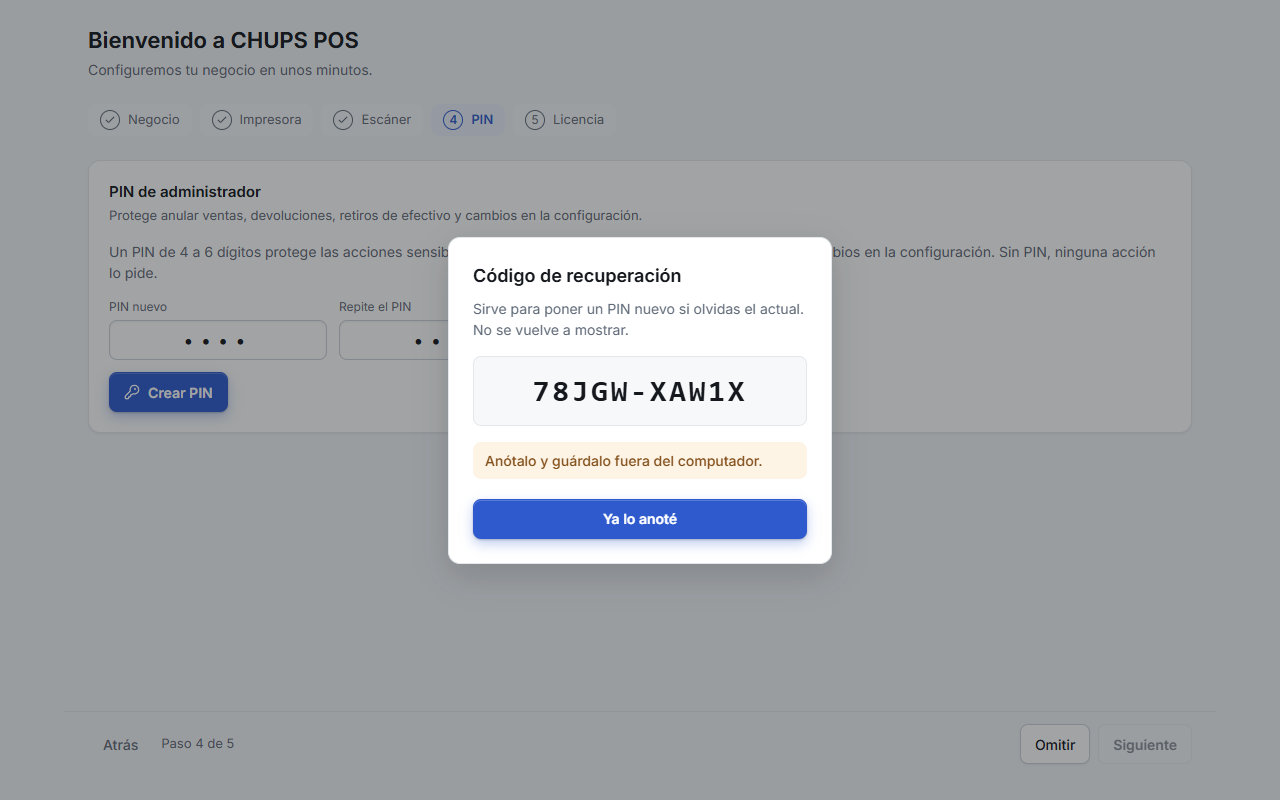 Bienvenido a CHUPS POS
Configuremos tu negocio en unos minutos.
Negocio
Impresora
Escáner
4 PIN
5 Licencia
PIN de administrador
Protege anular ventas, devoluciones, retiros de efectivo y cambios en la configuración.
Un PIN de 4 a 6 dígitos protege las acciones
en la configuración. Sin PIN, ninguna acción
lo pide.
PIN nuevo
Repite el PIN
Crear PIN
Código de recuperación
Sirve para poner un PIN nuevo si olvidas el actual.
No se vuelve a mostrar.
78JGW-XAW1X
Anótalo y guárdalo fuera del computador.
Ya lo anoté
Atrás
Paso 4 de 5
Omitir
Siguiente